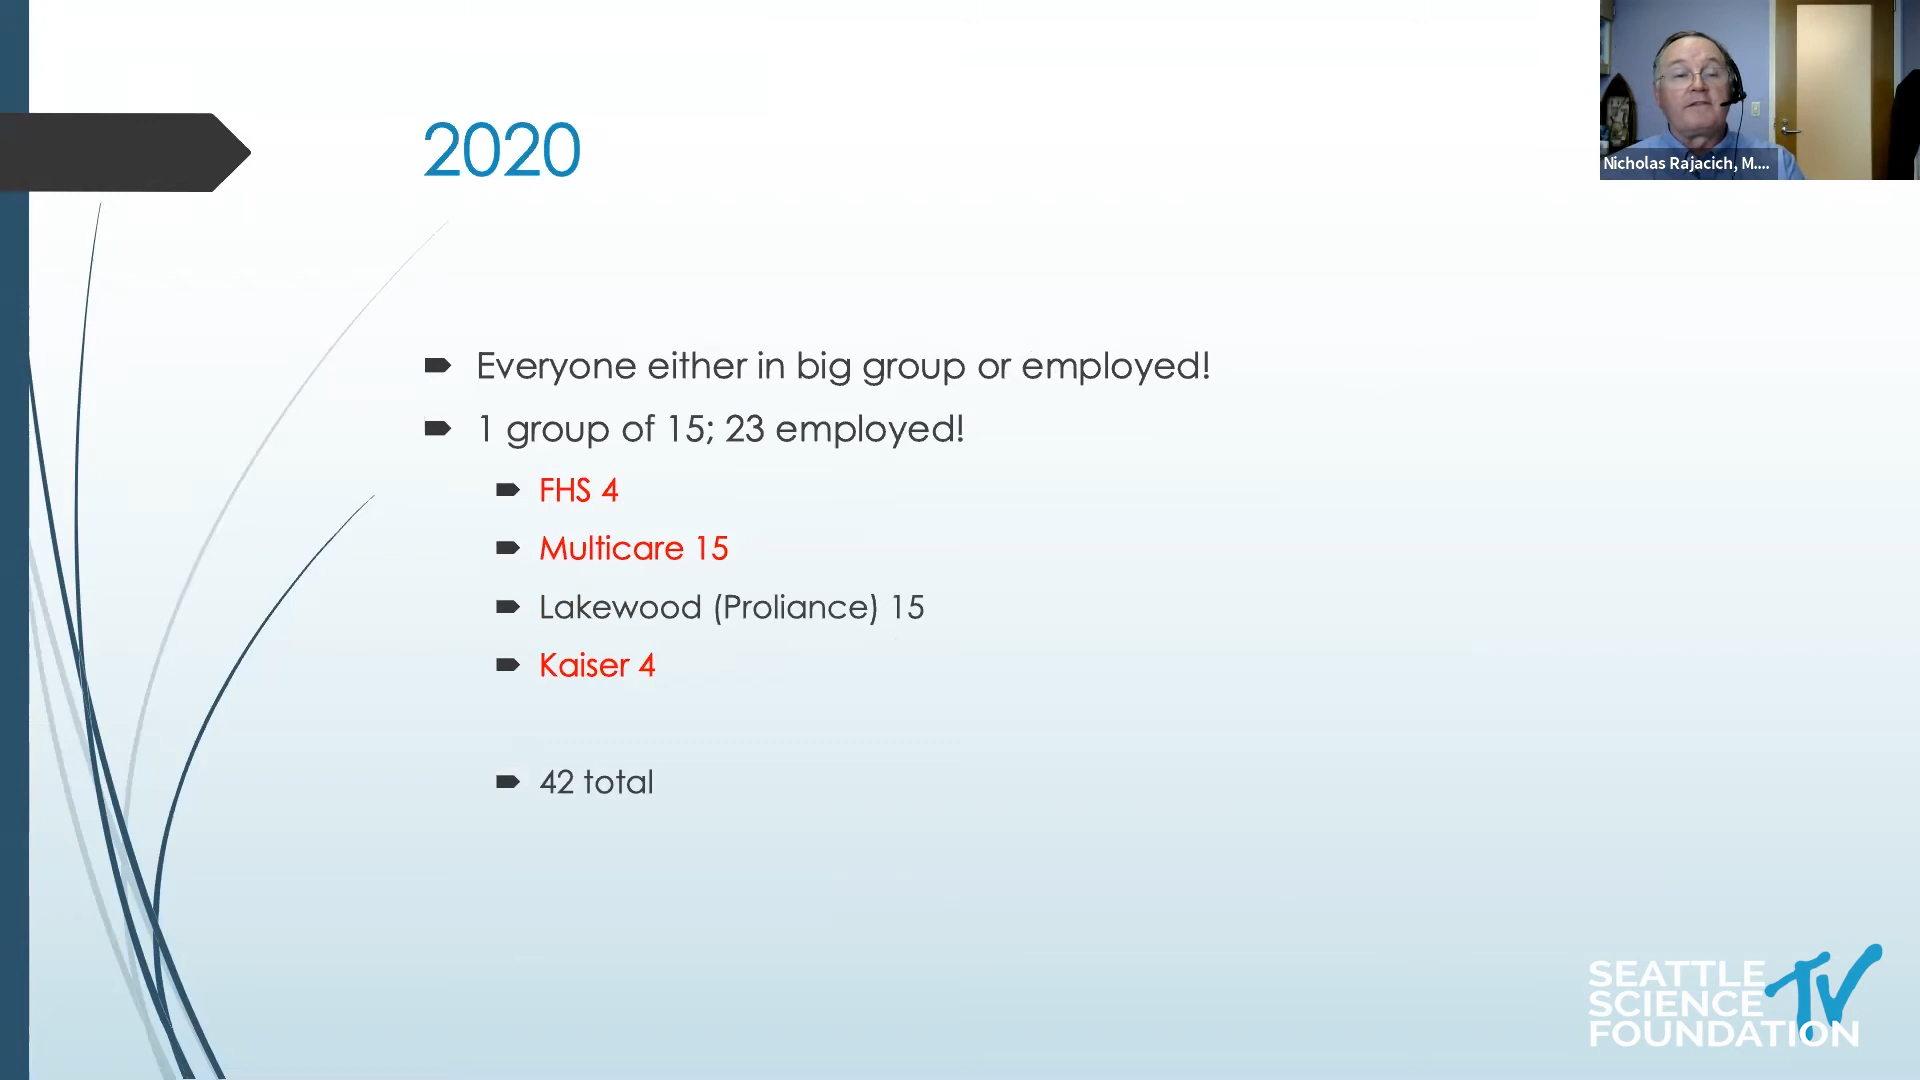 2020
Nicholas Rajacich, M....
Everyone either in big group or employed!
1 group of 15; 23 employed!
FHS 4
Multicare 15
Lakewood (Proliance) 15
Kaiser 4
42 total
SEATTLE
SCIENCE
FOUNDATION
TV